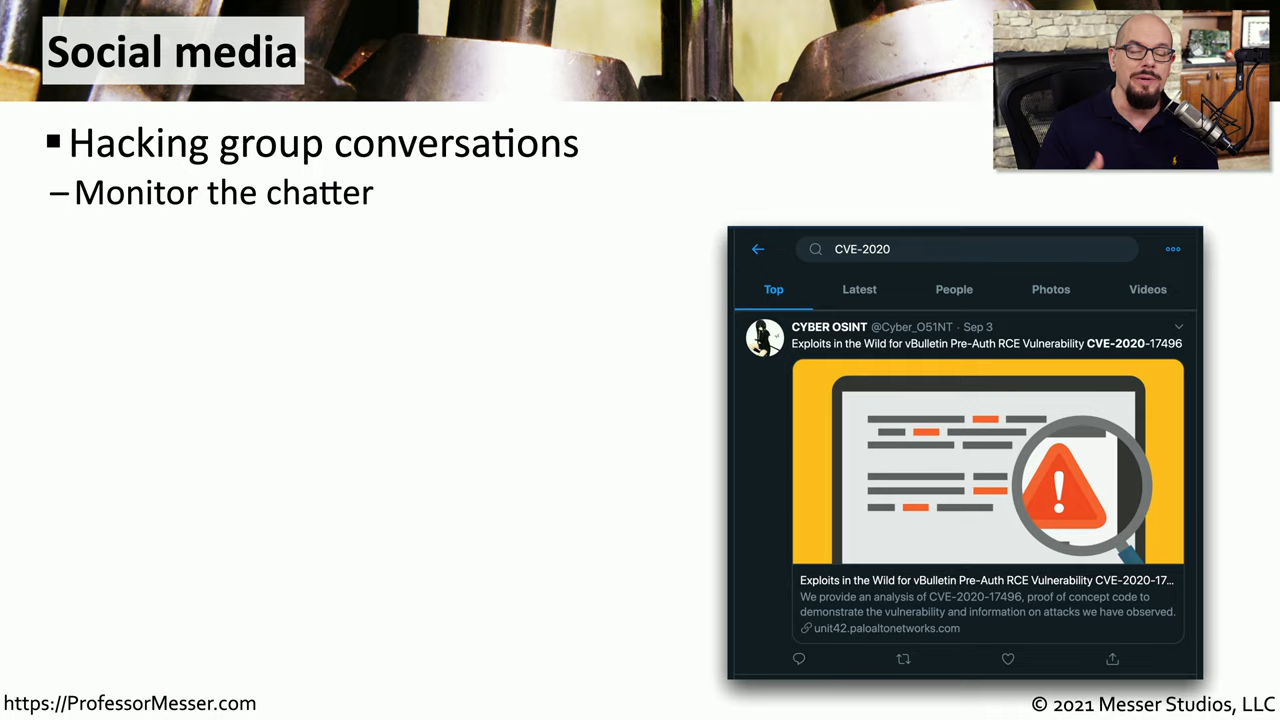 Social media
▪ Hacking group conversations
– Monitor the chatter
CVE-2020
Top Latest People Photos Videos
CYBER OSINT @Cyber_O51NT · Sep 3
Exploits in the Wild for vBulletin Pre-Auth RCE Vulnerability CVE-2020-17496
Exploits in the Wild for vBulletin Pre-Auth RCE Vulnerability CVE-2020-17...
We provide an analysis of CVE-2020-17496, proof of concept code to
demonstrate the vulnerability and information on attacks we have observed.
unit42.paloaltonetworks.com
https://ProfessorMesser.com
© 2021 Messer Studios, LLC